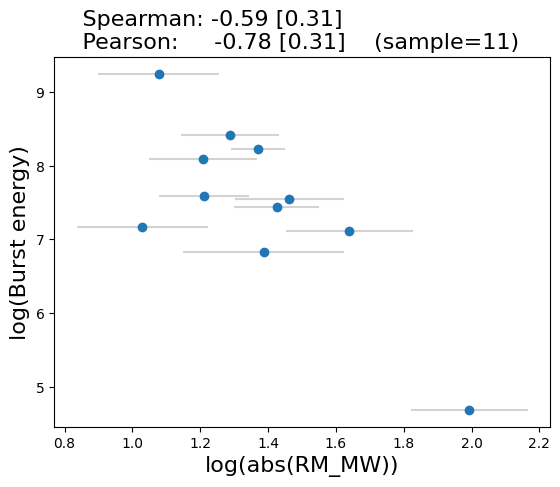 Spearman: -0.59 [0.31]
Pearson: -0.78 [0.31] (sample=11)
9
8
7
6
5
log(Burst energy)
0.8 1.0 1.2 1.4 1.6 1.8 2.0 2.2
log(abs(RM_MW))